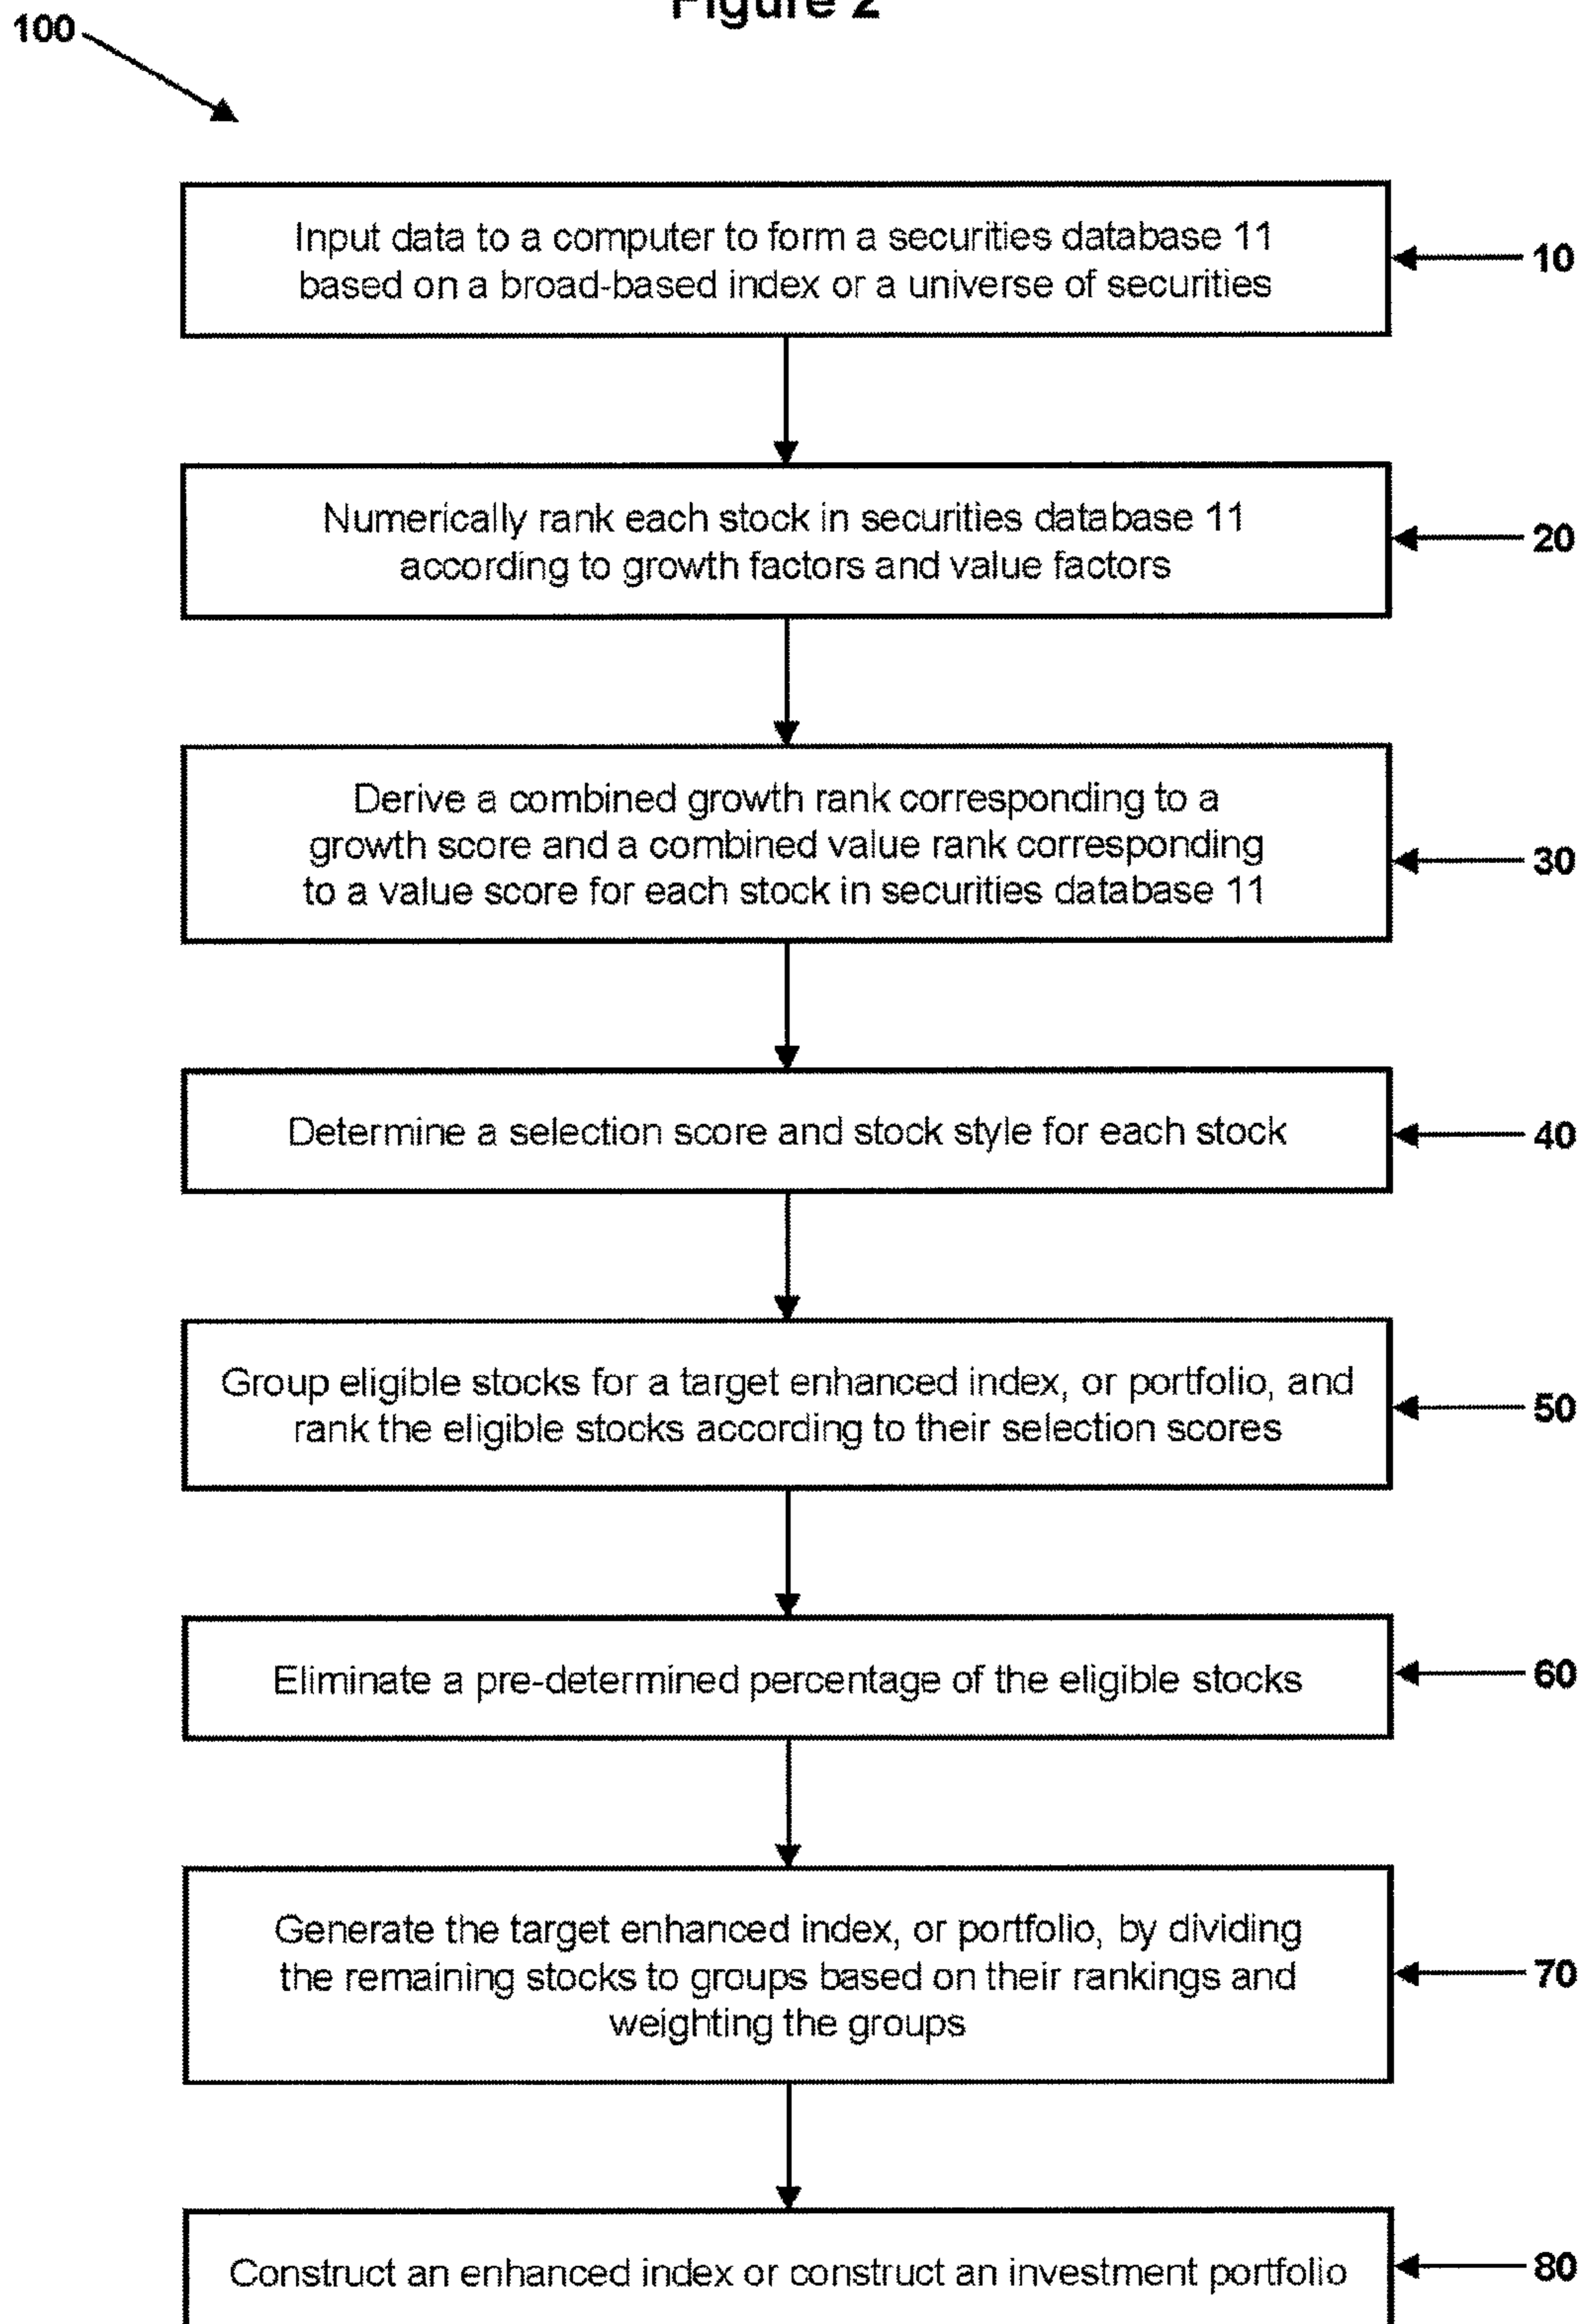 Figure 2
100
Input data to a computer to form a securities database 11
based on a broad-based index or a universe of securities
10
Numerically rank each stock in securities database 11
according to growth factors and value factors
20
Derive a combined growth rank corresponding to a
growth score and a combined value rank corresponding
to a value score for each stock in securities database 11
30
Determine a selection score and stock style for each stock
40
Group eligible stocks for a target enhanced index, or portfolio, and
rank the eligible stocks according to their selection scores
50
Eliminate a pre-determined percentage of the eligible stocks
60
Generate the target enhanced index, or portfolio, by dividing
the remaining stocks to groups based on their rankings and
weighting the groups
70
Construct an enhanced index or construct an investment portfolio
80